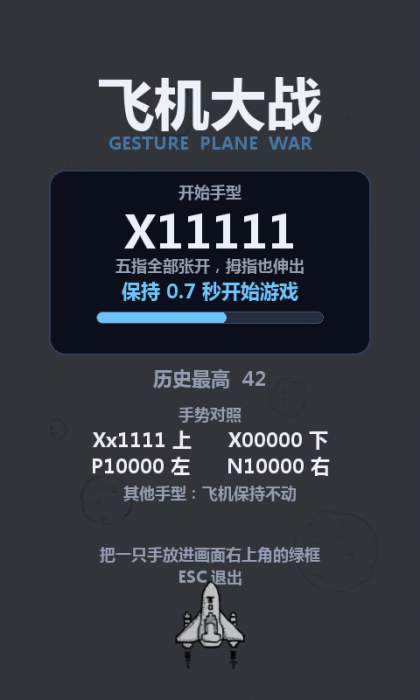 飞机大战
GESTURE PLANE WAR
开始手型
X11111
五指全部张开，拇指也伸出
保持 0.7 秒开始游戏
历史最高 42
手势对照
Xx1111 上 X00000 下
P10000 左 N10000 右
其他手型：飞机保持不动
把一只手放进画面右上角的绿框
ESC 退出